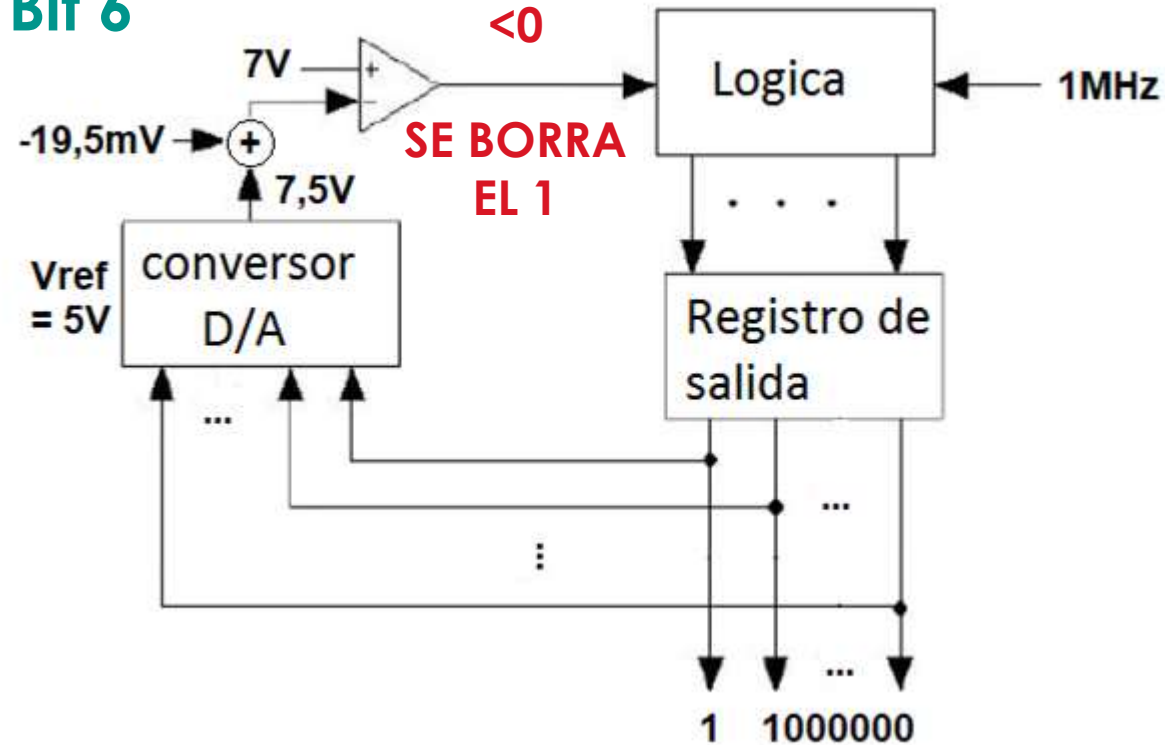 Bit 6
<0
7V
+
-
Logica
1MHz
-19,5mV
+
SE BORRA
EL 1
7,5V
. . .
Vref
= 5V
conversor
D/A
Registro de
salida
...
...
...
...
1 1000000